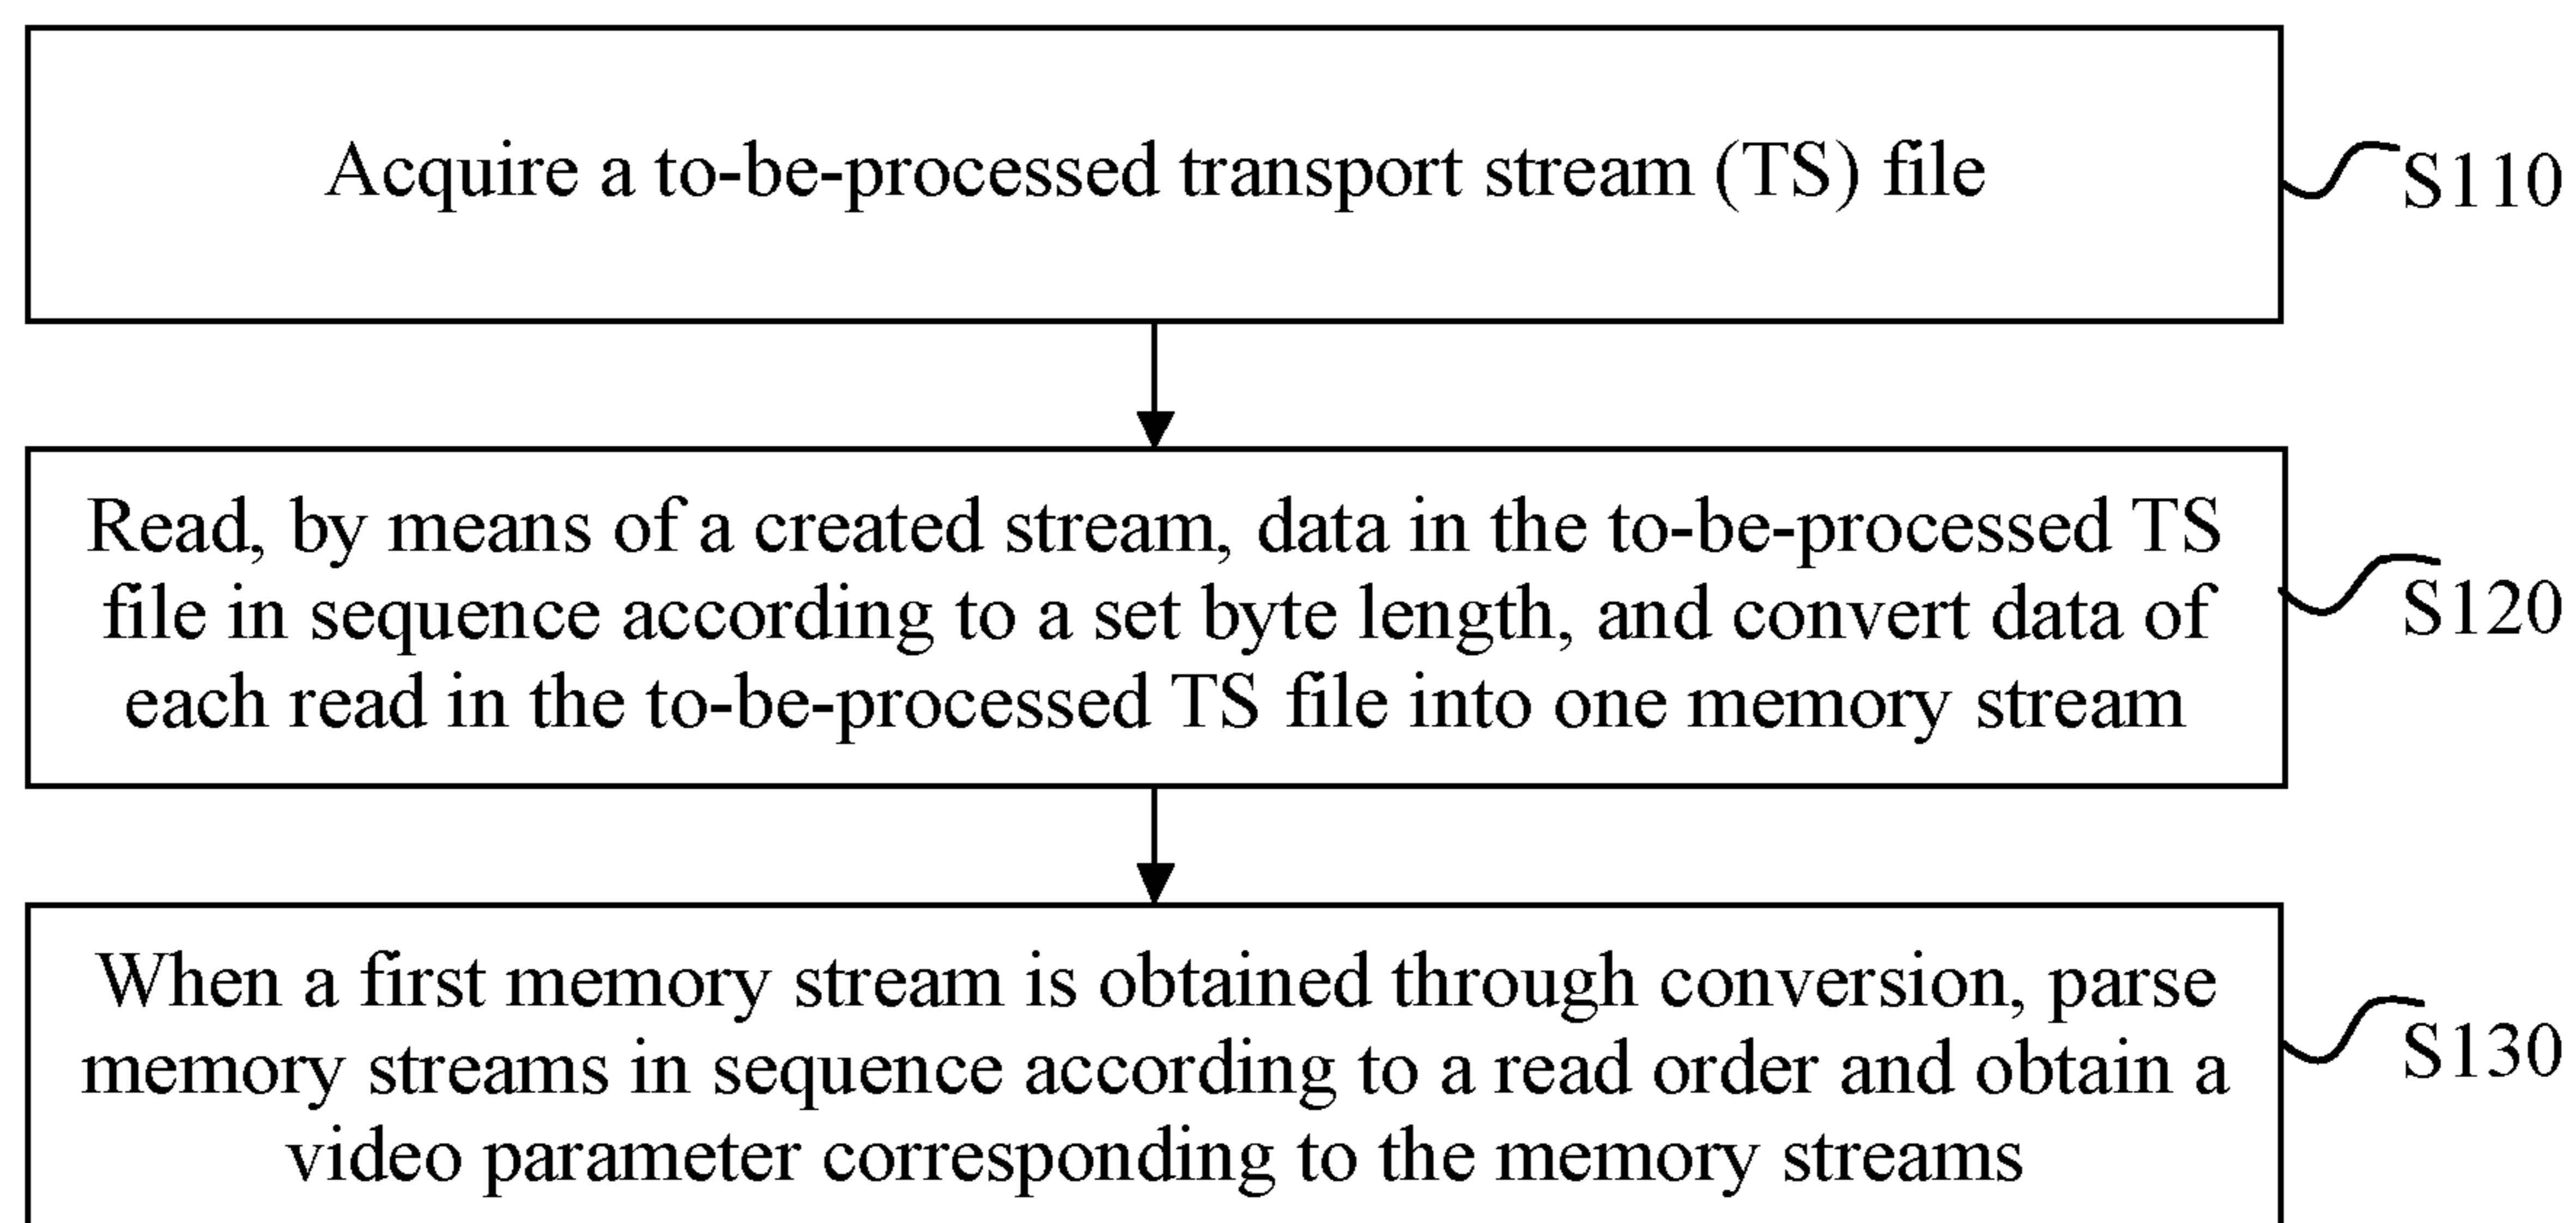 Acquire a to-be-processed transport stream (TS) file
S110
Read, by means of a created stream, data in the to-be-processed TS
file in sequence according to a set byte length, and convert data of
each read in the to-be-processed TS file into one memory stream
S120
When a first memory stream is obtained through conversion, parse
memory streams in sequence according to a read order and obtain a
video parameter corresponding to the memory streams
S130